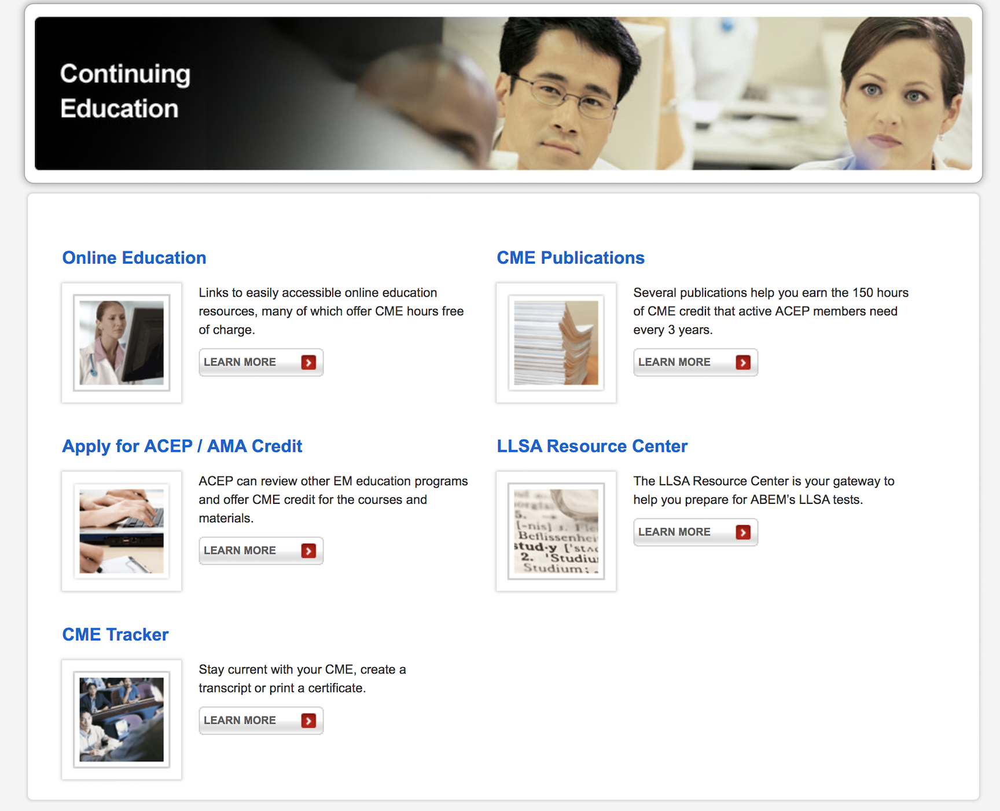 Continuing
Education
Online Education
Links to easily accessible online education
resources, many of which offer CME hours free
of charge.
LEARN MORE
CME Publications
Several publications help you earn the 150 hours
of CME credit that active ACEP members need
every 3 years.
LEARN MORE
Apply for ACEP / AMA Credit
ACEP can review other EM education programs
and offer CME credit for the courses and
materials.
LEARN MORE
LLSA Resource Center
5.
[-nis] s.
stud·y
2. 'Studiu
Studium;
The LLSA Resource Center is your gateway to
help you prepare for ABEM’s LLSA tests.
LEARN MORE
CME Tracker
Stay current with your CME, create a
transcript or print a certificate.
LEARN MORE